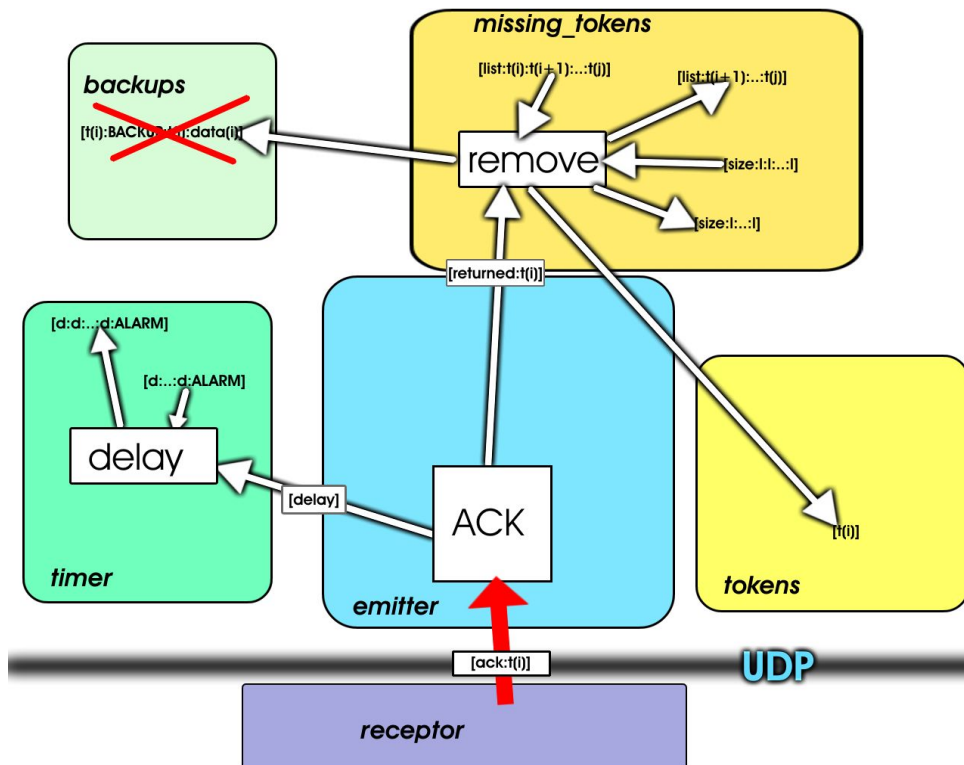 missing_tokens
[list:t(i):t(i+1):..:t(j)]
[list:t(i+1):..:t(j)]
backups
data(i)]
remove
[size:l:l:..:l]
[size:l:..:l]
[returned:t(i)]
[d:d:..:d:ALARM]
[d:..:d:ALARM]
delay
[delay]
ACK
[t(i)]
timer
emitter
tokens
[ack:t(i)]
UDP
receptor